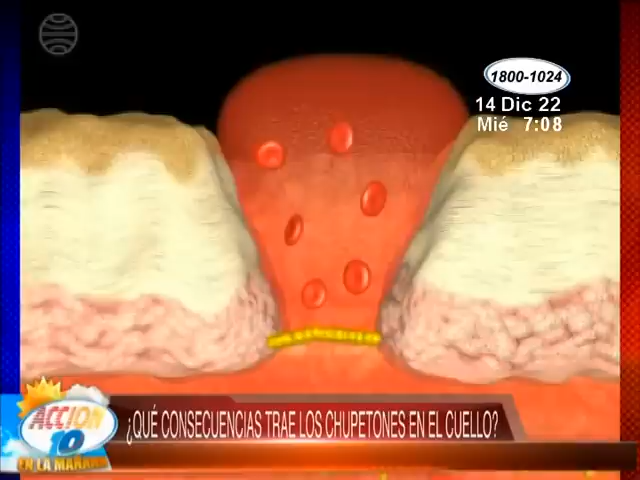 1800-1024
14 Dic 22
Mié 7:08
ACCION
10
EN LA MAÑANA
¿QUÉ CONSECUENCIAS TRAE LOS CHUPETONES EN EL CUELLO?